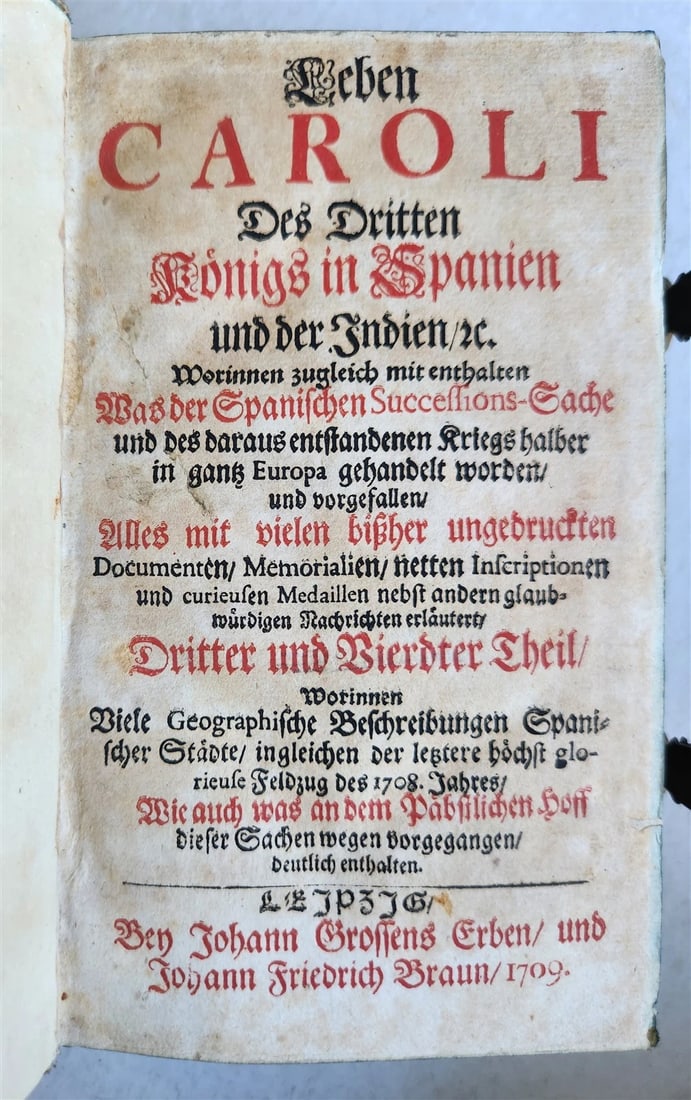 Leben
CAROLI
Des Dritten
Königs in Spanien
und der Indien/ꝛc.
Worinnen zugleich mit enthalten
Was der Spanischen Successions-Sache
und des daraus entstandenen Kriegs halber
in gantz Europa gehandelt worden/
und vorgefallen/
Alles mit vielen bißher ungedruckten
Documenten/ Memorialien/ netten Inscriptionen
und curieusen Medaillen nebst andern glaub-
würdigen Nachrichten erläutert/
Dritter und Vierdter Theil/
Worinnen
Viele Geographische Beschreibungen Spani-
scher Städte/ ingleichen der letztere höchst glo-
rieuse Feldzug des 1708. Jahres/
Wie auch was an dem Päbstlichen Hoff
dieser Sachen wegen vorgegangen/
deutlich enthalten.
LEIPZIG/
Bey Johann Grossens Erben/ und
Johann Friedrich Braun/ 1709.